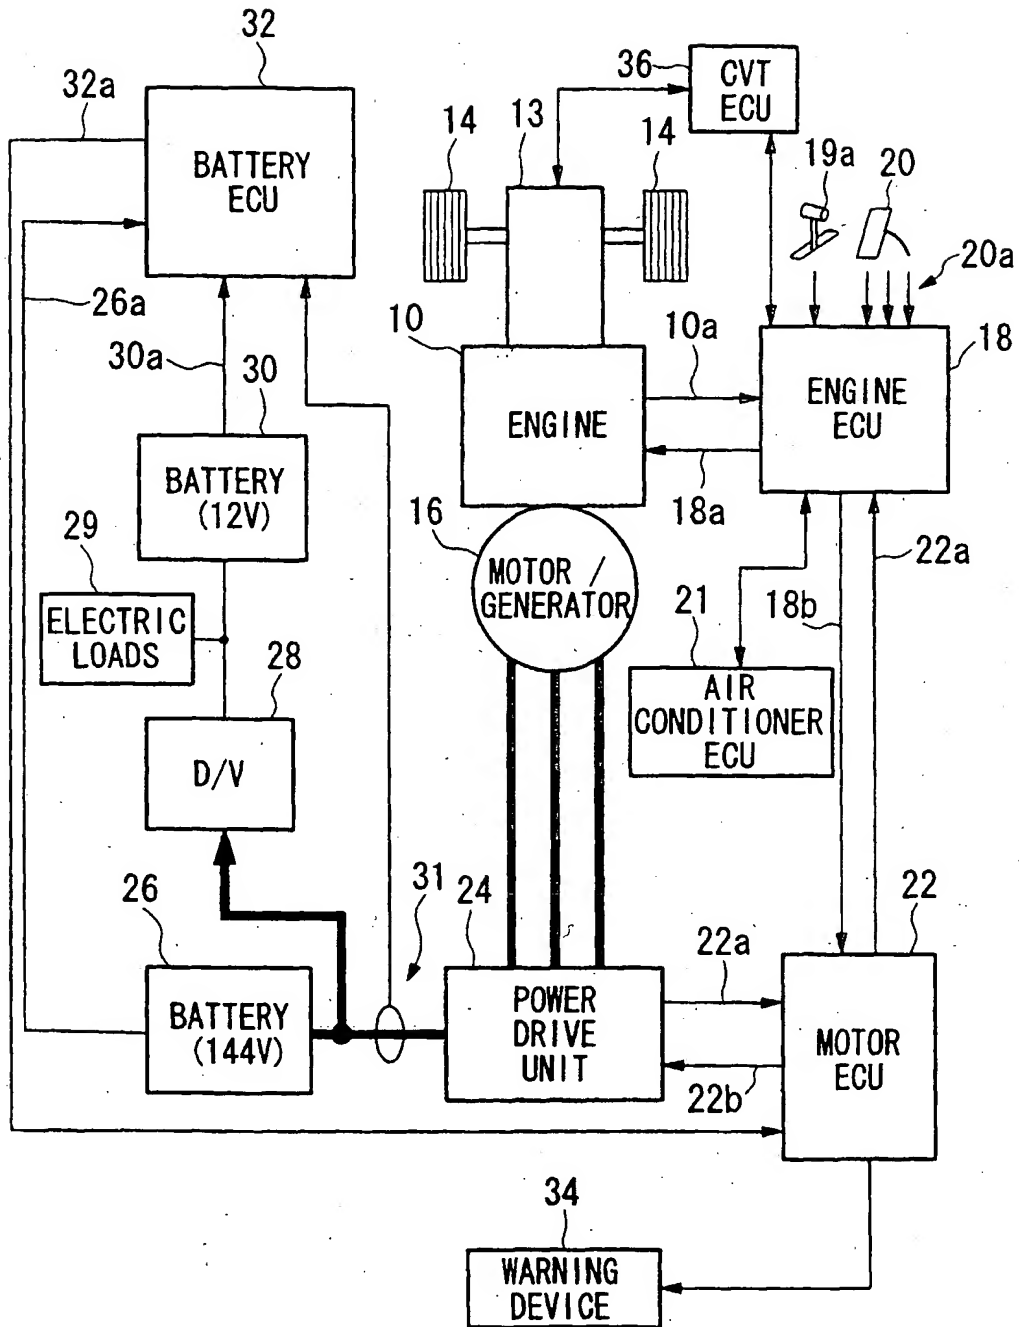 32
32a
BATTERY
ECU
26a
30a
30
BATTERY
(12V)
29
ELECTRIC
LOADS
28
D/V
26
BATTERY
(144V)
31
36
CVT
ECU
14
13
14
19a
20
20a
10
10a
18
ENGINE
ENGINE
ECU
18a
16
MOTOR /
GENERATOR
22a
21
18b
AIR
CONDITIONER
ECU
24
22
22a
POWER
DRIVE
UNIT
MOTOR
ECU
22b
34
WARNING
DEVICE